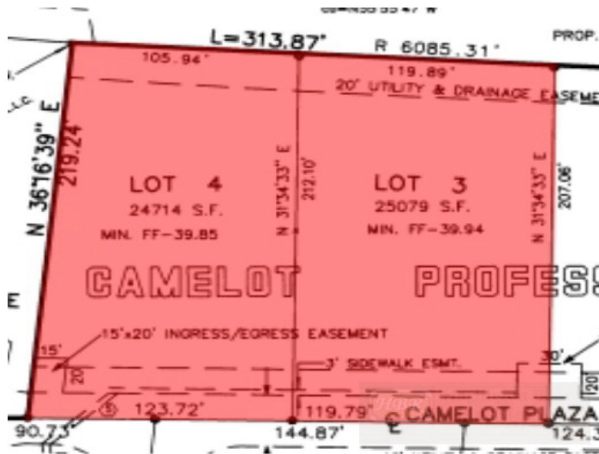 L=313.87' R 6085.31' PROP.
105.94' 119.89'
20' UTILITY & DRAINAGE EASEME
LLC
N 36°16'39" E
219.24'
N 31°34'33" E
212.10'
N 31°34'33" E
207.06'
LOT 4
24714 S.F.
MIN. FF-39.85
LOT 3
25079 S.F.
MIN. FF-39.94
CAMELOT PROFESS
E
15'x20' INGRESS/EGRESS EASEMENT
15'
20'
3' SIDEWALK ESMT.
30'
20'
5
123.72' 119.79' CAMELOT PLAZA
90.73' 144.87' 124.3